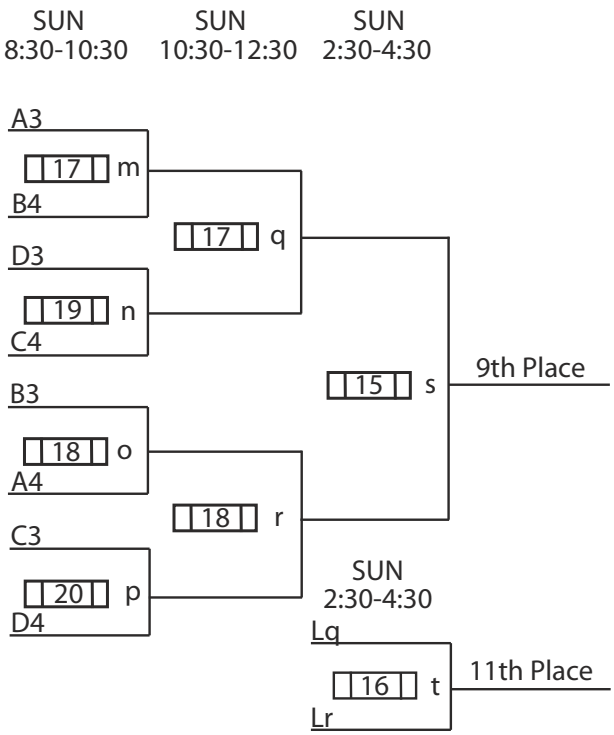 SUN
8:30-10:30
SUN
10:30-12:30
SUN
2:30-4:30
A3
17 m
B4
17 q
D3
19 n
C4
15 s
9th Place
B3
18 o
A4
18 r
C3
20 p
D4
SUN
2:30-4:30
Lq
16 t
11th Place
Lr